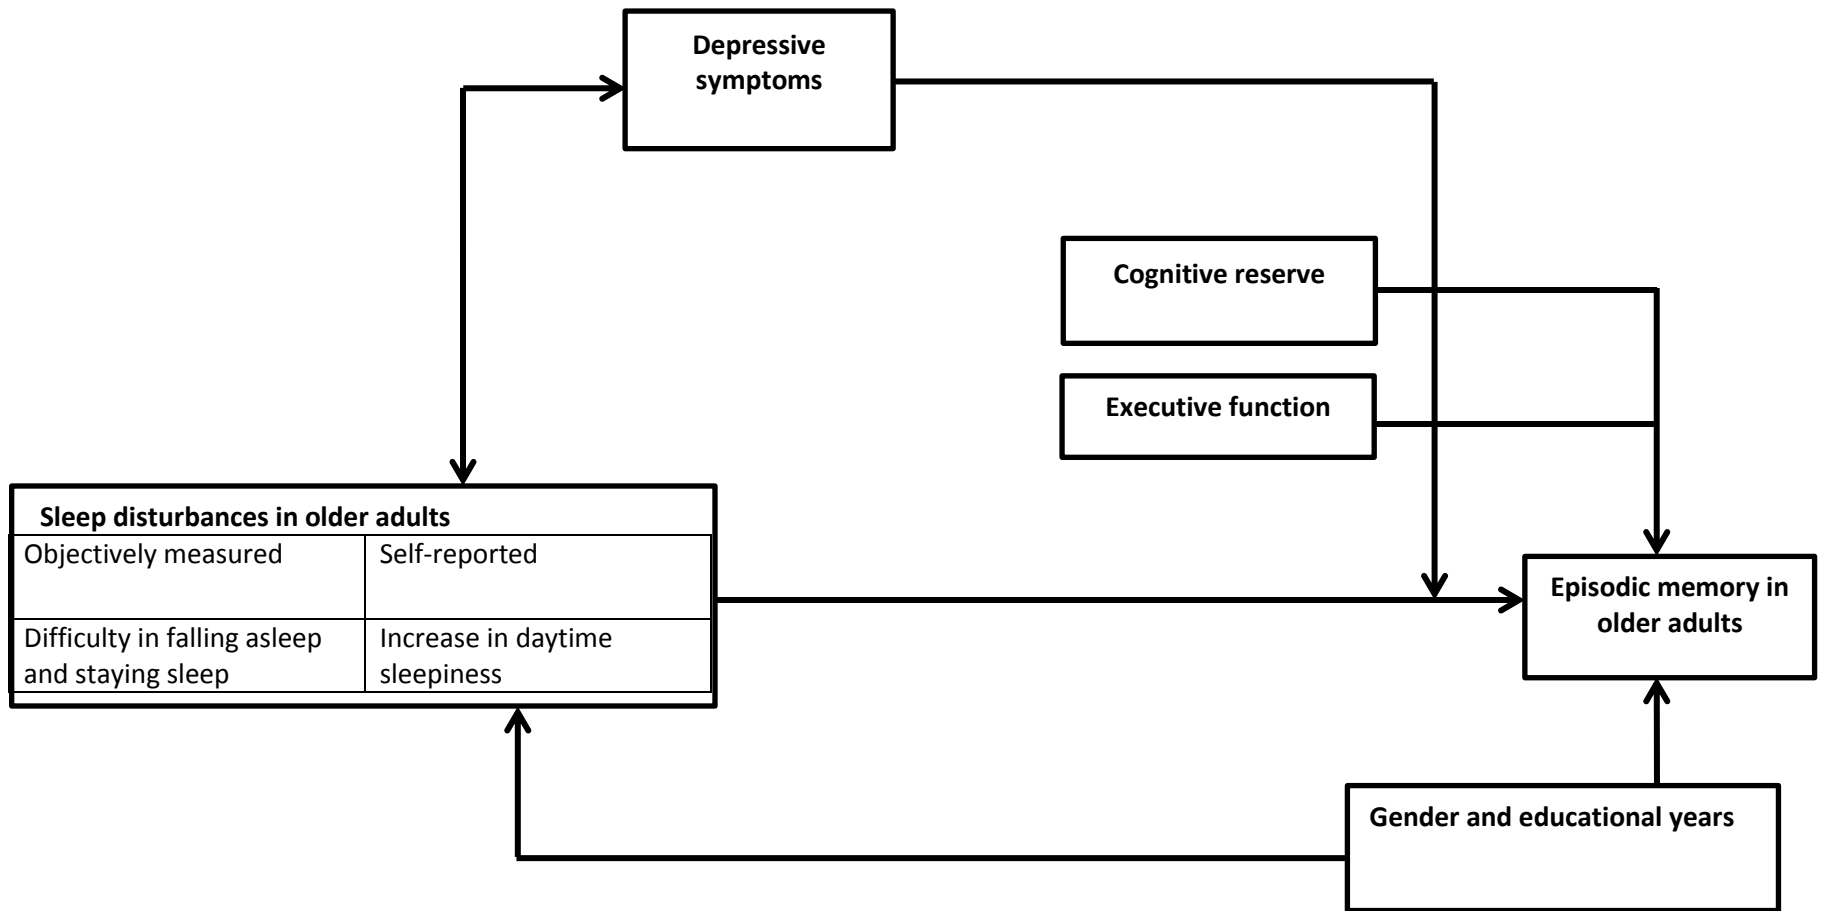 Depressive
symptoms
Cognitive reserve
Executive function
Sleep disturbances in older adults
Objectively measured
Self-reported
Difficulty in falling asleep
and staying sleep
Increase in daytime
sleepiness
Episodic memory in
older adults
Gender and educational years